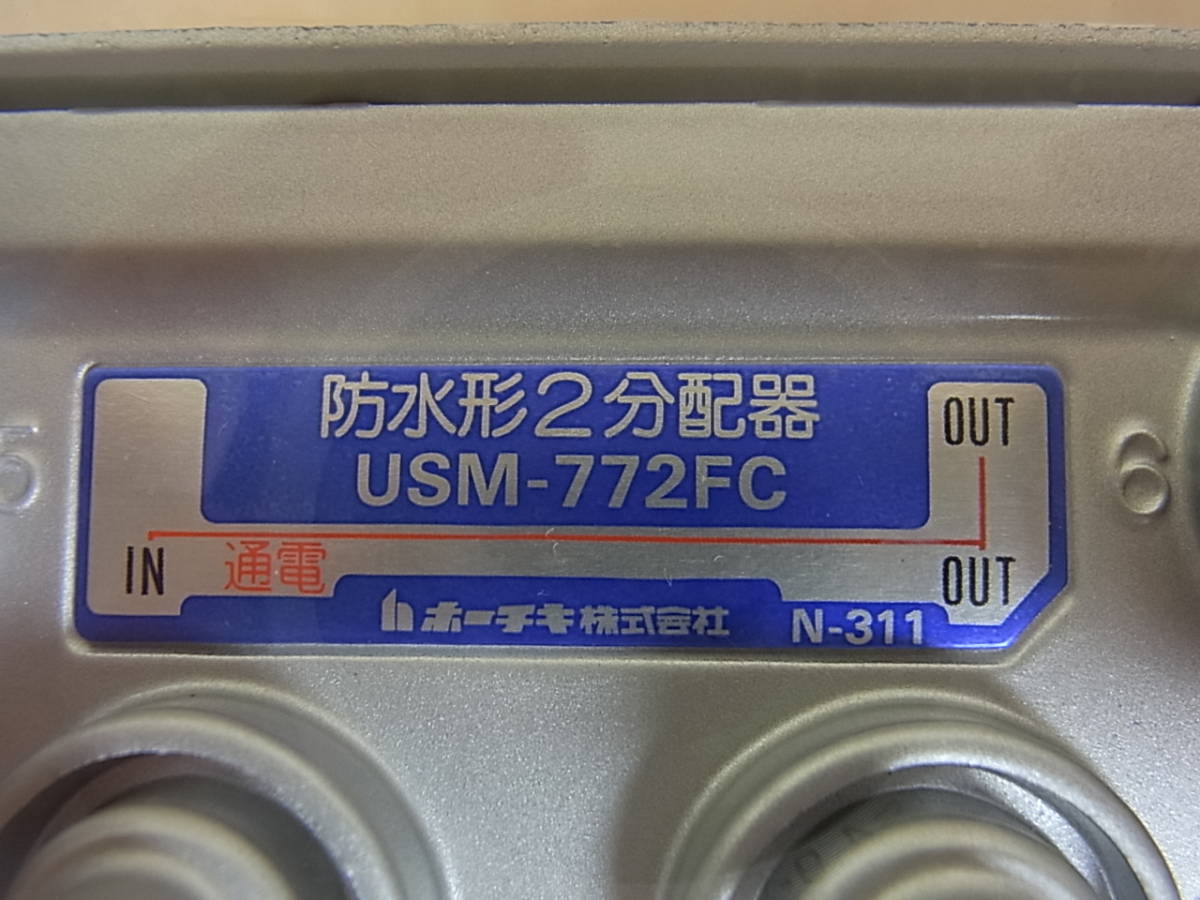 防水形2分配器
USM-772FC
OUT
IN 通電 OUT
ホーチキ株式会社 N-311
5
6